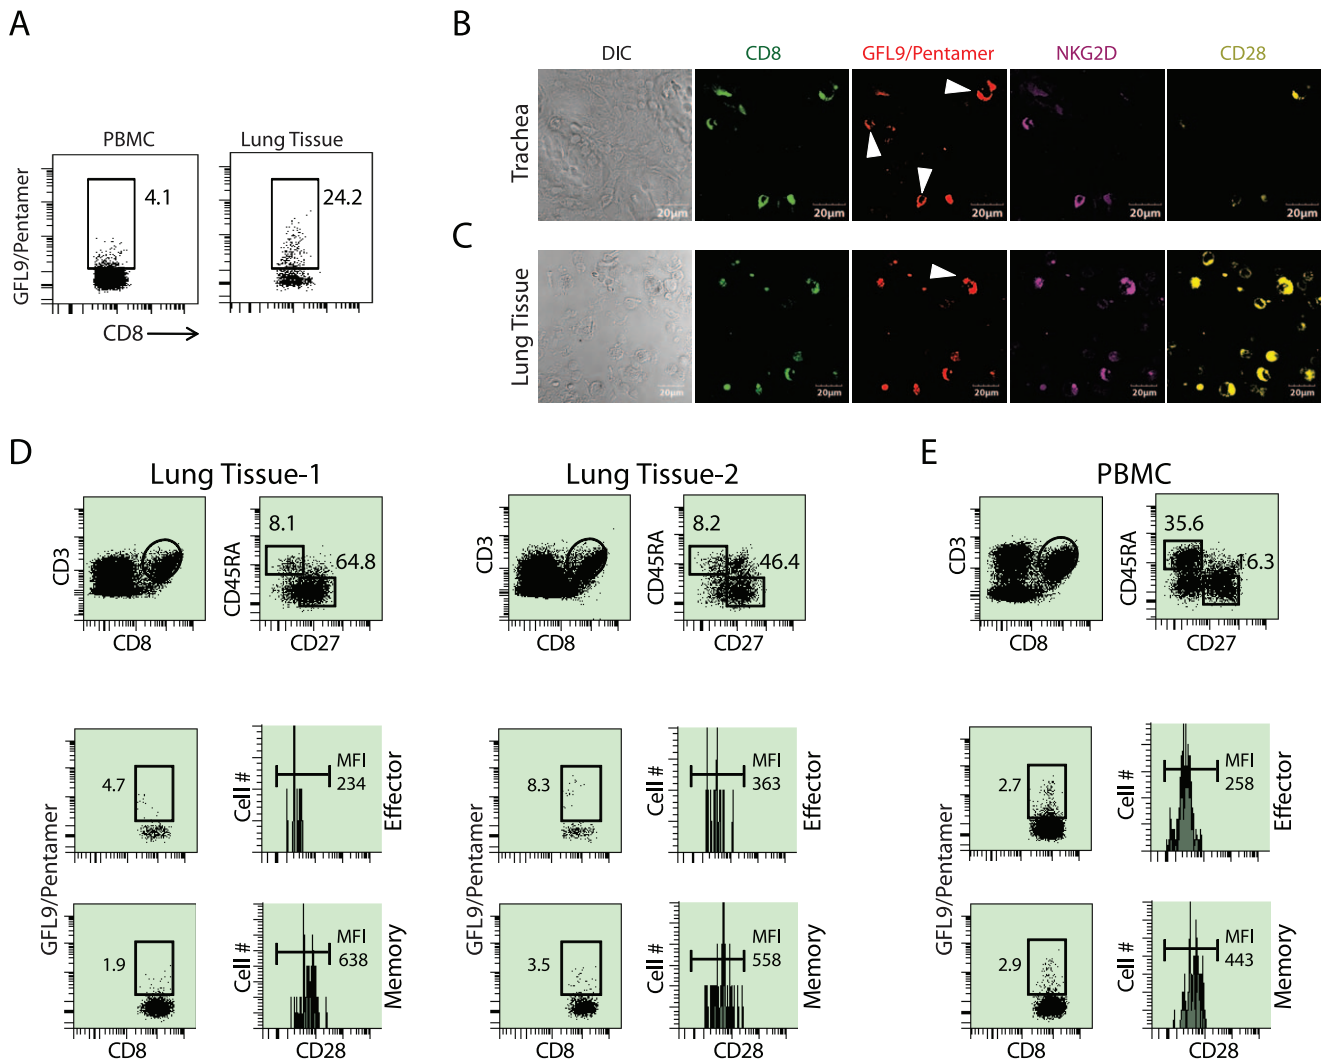 A
PBMC
Lung Tissue
GFL9/Pentamer
4.1
24.2
CD8
B
DIC
CD8
GFL9/Pentamer
NKG2D
CD28
Trachea
20µm
20µm
20µm
20µm
20µm
C
Lung Tissue
20µm
20µm
20µm
20µm
20µm
D
Lung Tissue-1
CD3
CD8
8.1
64.8
CD45RA
CD27
Lung Tissue-2
CD3
CD8
8.2
46.4
CD45RA
CD27
GFL9/Pentamer
4.7
Cell #
MFI
234
Effector
1.9
CD8
Cell #
MFI
638
CD28
Memory
GFL9/Pentamer
8.3
Cell #
MFI
363
Effector
3.5
CD8
Cell #
MFI
558
CD28
Memory
E
PBMC
CD3
CD8
35.6
16.3
CD45RA
CD27
GFL9/Pentamer
2.7
Cell #
MFI
258
Effector
2.9
CD8
Cell #
MFI
443
CD28
Memory